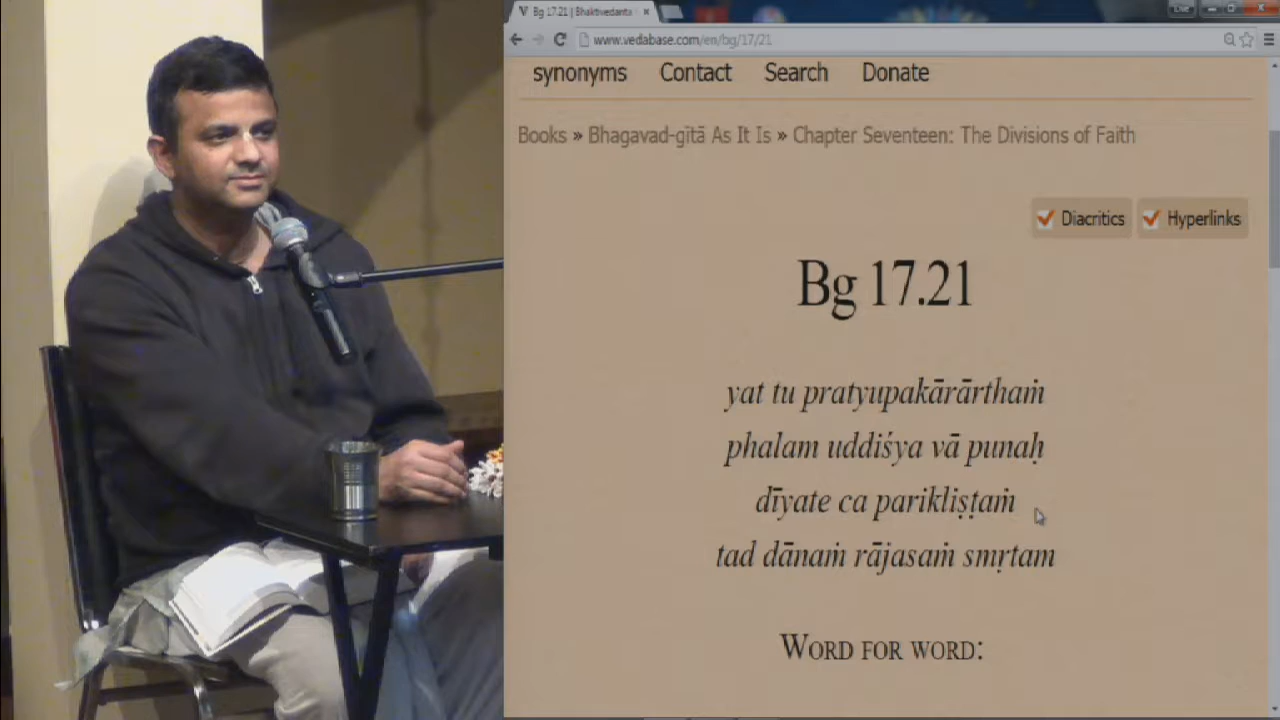 Bg 17.21 | Bhaktivedanta
www.vedabase.com/en/bg/17/21
synonyms Contact Search Donate
Books » Bhagavad-gītā As It Is » Chapter Seventeen: The Divisions of Faith
Diacritics Hyperlinks
Bg 17.21
yat tu pratyupakārārthaṁ
phalam uddiśya vā punaḥ
dīyate ca parikliṣṭaṁ
tad dānaṁ rājasaṁ smṛtam
WORD FOR WORD: